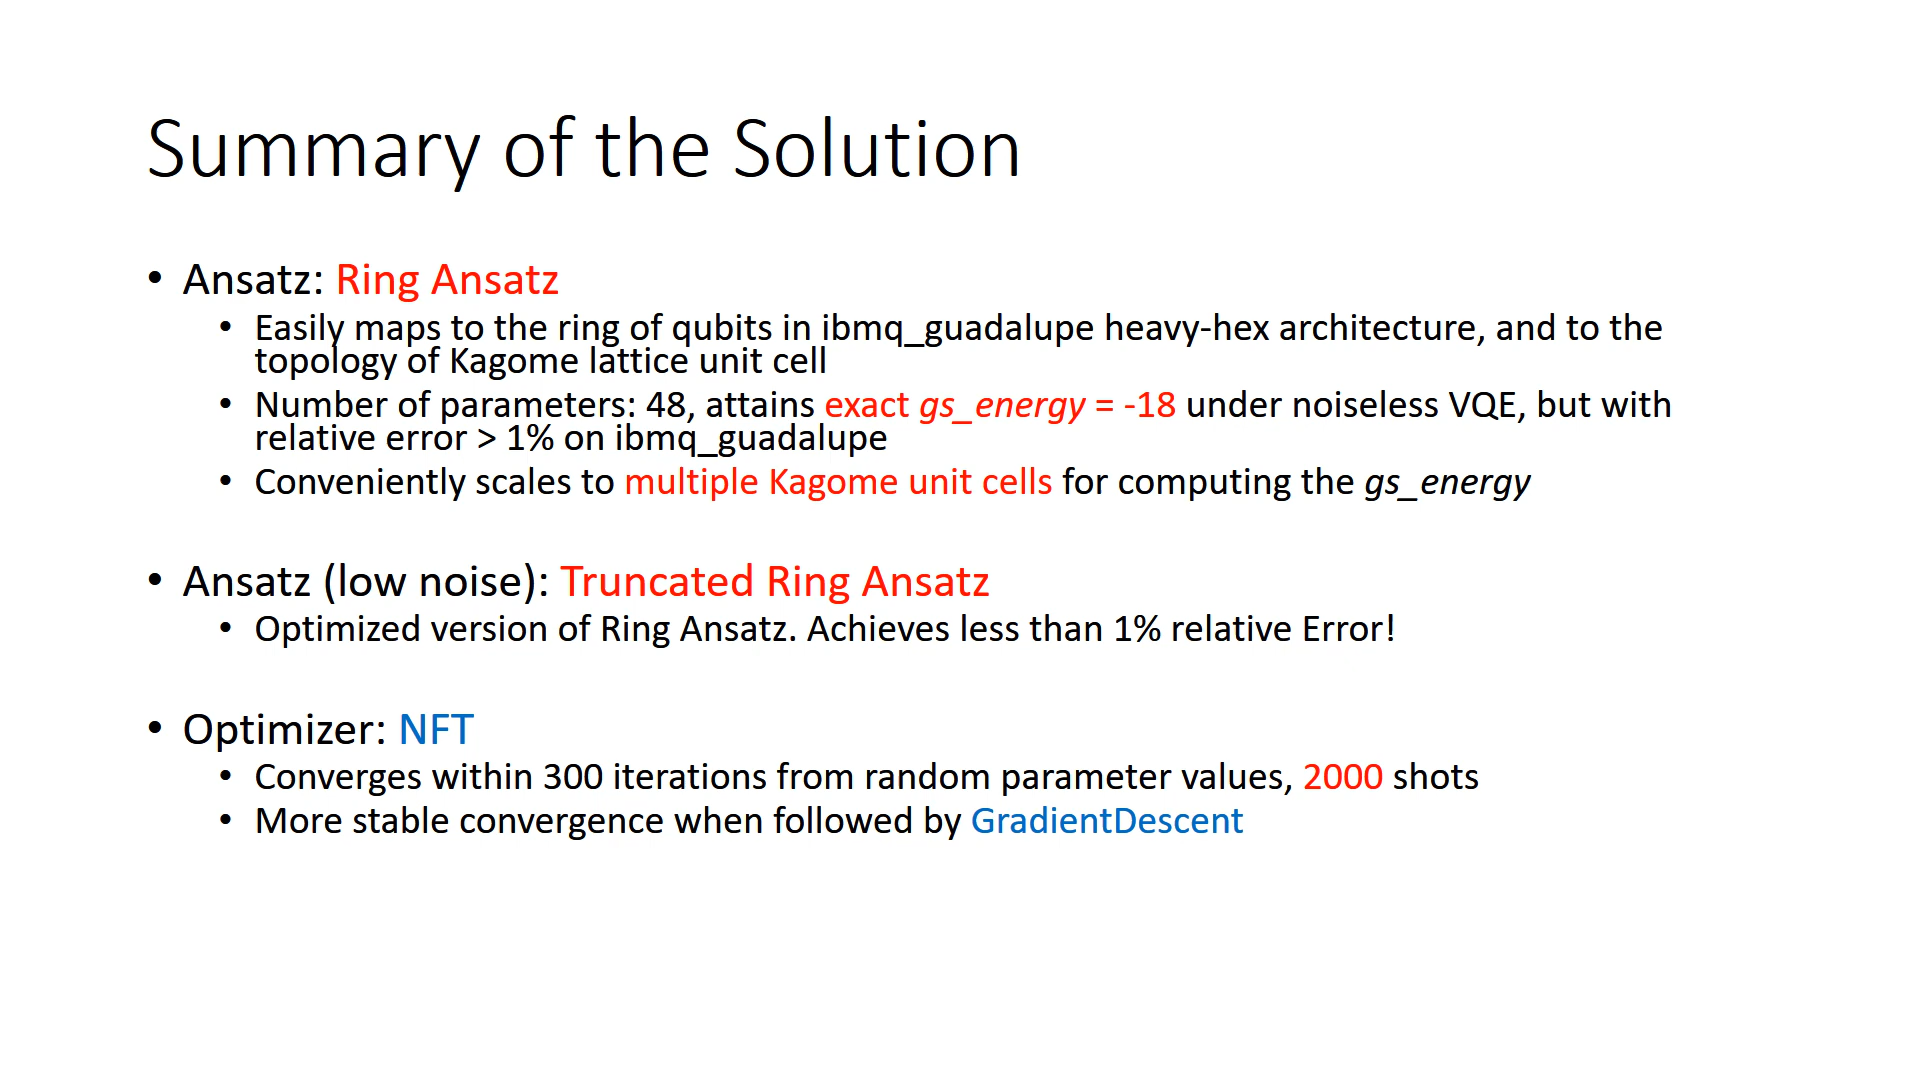 Summary of the Solution
• Ansatz: Ring Ansatz
• Easily maps to the ring of qubits in ibmq_guadalupe heavy-hex architecture, and to the
topology of Kagome lattice unit cell
• Number of parameters: 48, attains exact gs_energy = -18 under noiseless VQE, but with
relative error > 1% on ibmq_guadalupe
• Conveniently scales to multiple Kagome unit cells for computing the gs_energy
• Ansatz (low noise): Truncated Ring Ansatz
• Optimized version of Ring Ansatz. Achieves less than 1% relative Error!
• Optimizer: NFT
• Converges within 300 iterations from random parameter values, 2000 shots
• More stable convergence when followed by GradientDescent